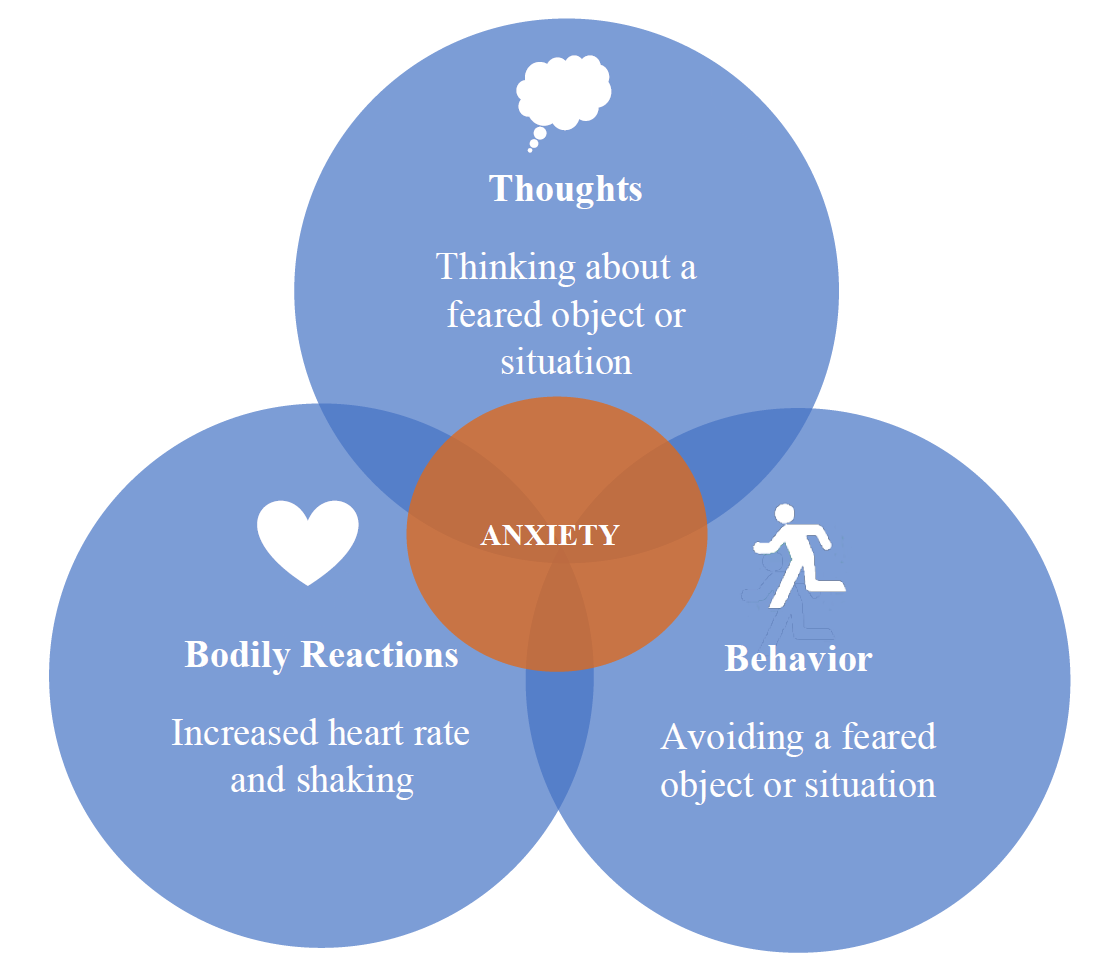 Thoughts
Thinking about a
feared object or
situation
ANXIETY
Bodily Reactions
Increased heart rate
and shaking
Behavior
Avoiding a feared
object or situation